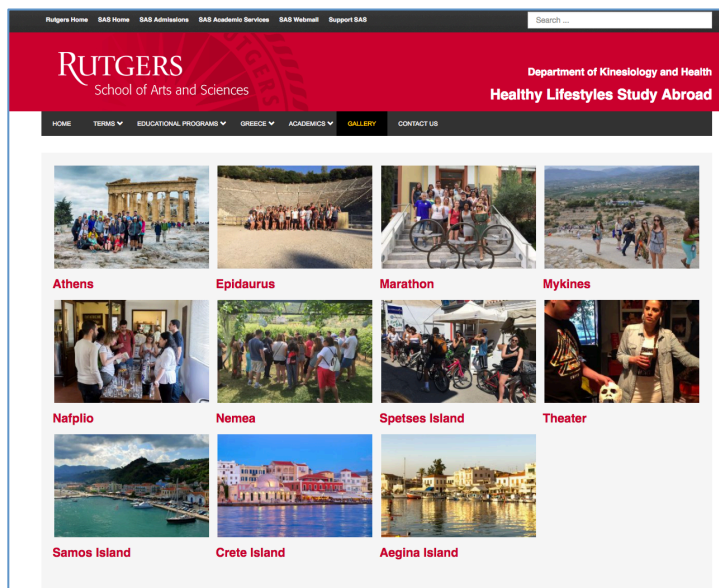 Rutgers Home SAS Home SAS Admissions SAS Academic Services SAS Webmail Support SAS Search ...
RUTGERS
School of Arts and Sciences
Department of Kinesiology and Health
Healthy Lifestyles Study Abroad
HOME TERMS EDUCATIONAL PROGRAMS GREECE ACADEMICS GALLERY CONTACT US
Athens Epidaurus Marathon Mykines
Nafplio Nemea Spetses Island Theater
Samos Island Crete Island Aegina Island